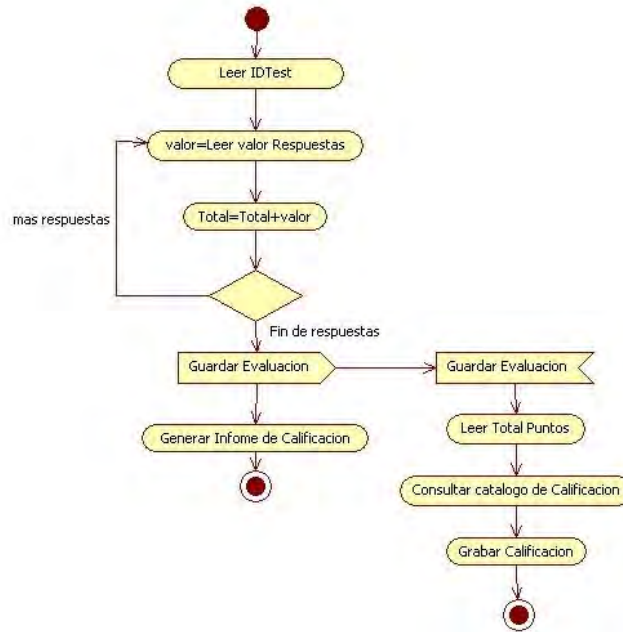 Leer IDTest
valor=Leer valor Respuestas
mas respuestas
Total=Total+valor
Fin de respuestas
Guardar Evaluacion
Guardar Evaluacion
Generar Infome de Calificacion
Leer Total Puntos
Consultar catalogo de Calificacion
Grabar Calificacion